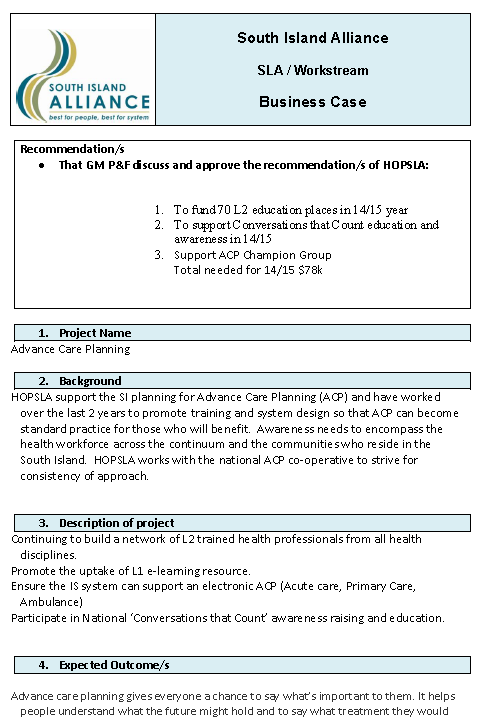 South Island Alliance
SLA / Workstream
Business Case
SOUTH ISLAND
ALLIANCE
best for people, best for system
Recommendation/s
● That GM P&F discuss and approve the recommendation/s of HOPSLA:
1. To fund 70 L2 education places in 14/15 year
2. To support Conversations that Count education and
awareness in 14/15
3. Support ACP Champion Group
Total needed for 14/15 $78k
1. Project Name
Advance Care Planning
2. Background
HOPSLA support the SI planning for Advance Care Planning (ACP) and have worked
over the last 2 years to promote training and system design so that ACP can become
standard practice for those who will benefit. Awareness needs to encompass the
health workforce across the continuum and the communities who reside in the
South Island. HOPSLA works with the national ACP co-operative to strive for
consistency of approach.
3. Description of project
Continuing to build a network of L2 trained health professionals from all health
disciplines.
Promote the uptake of L1 e-learning resource.
Ensure the IS system can support an electronic ACP (Acute care, Primary Care,
Ambulance)
Participate in National ‘Conversations that Count’ awareness raising and education.
4. Expected Outcome/s
Advance care planning gives everyone a chance to say what’s important to them. It helps
people understand what the future might hold and to say what treatment they would